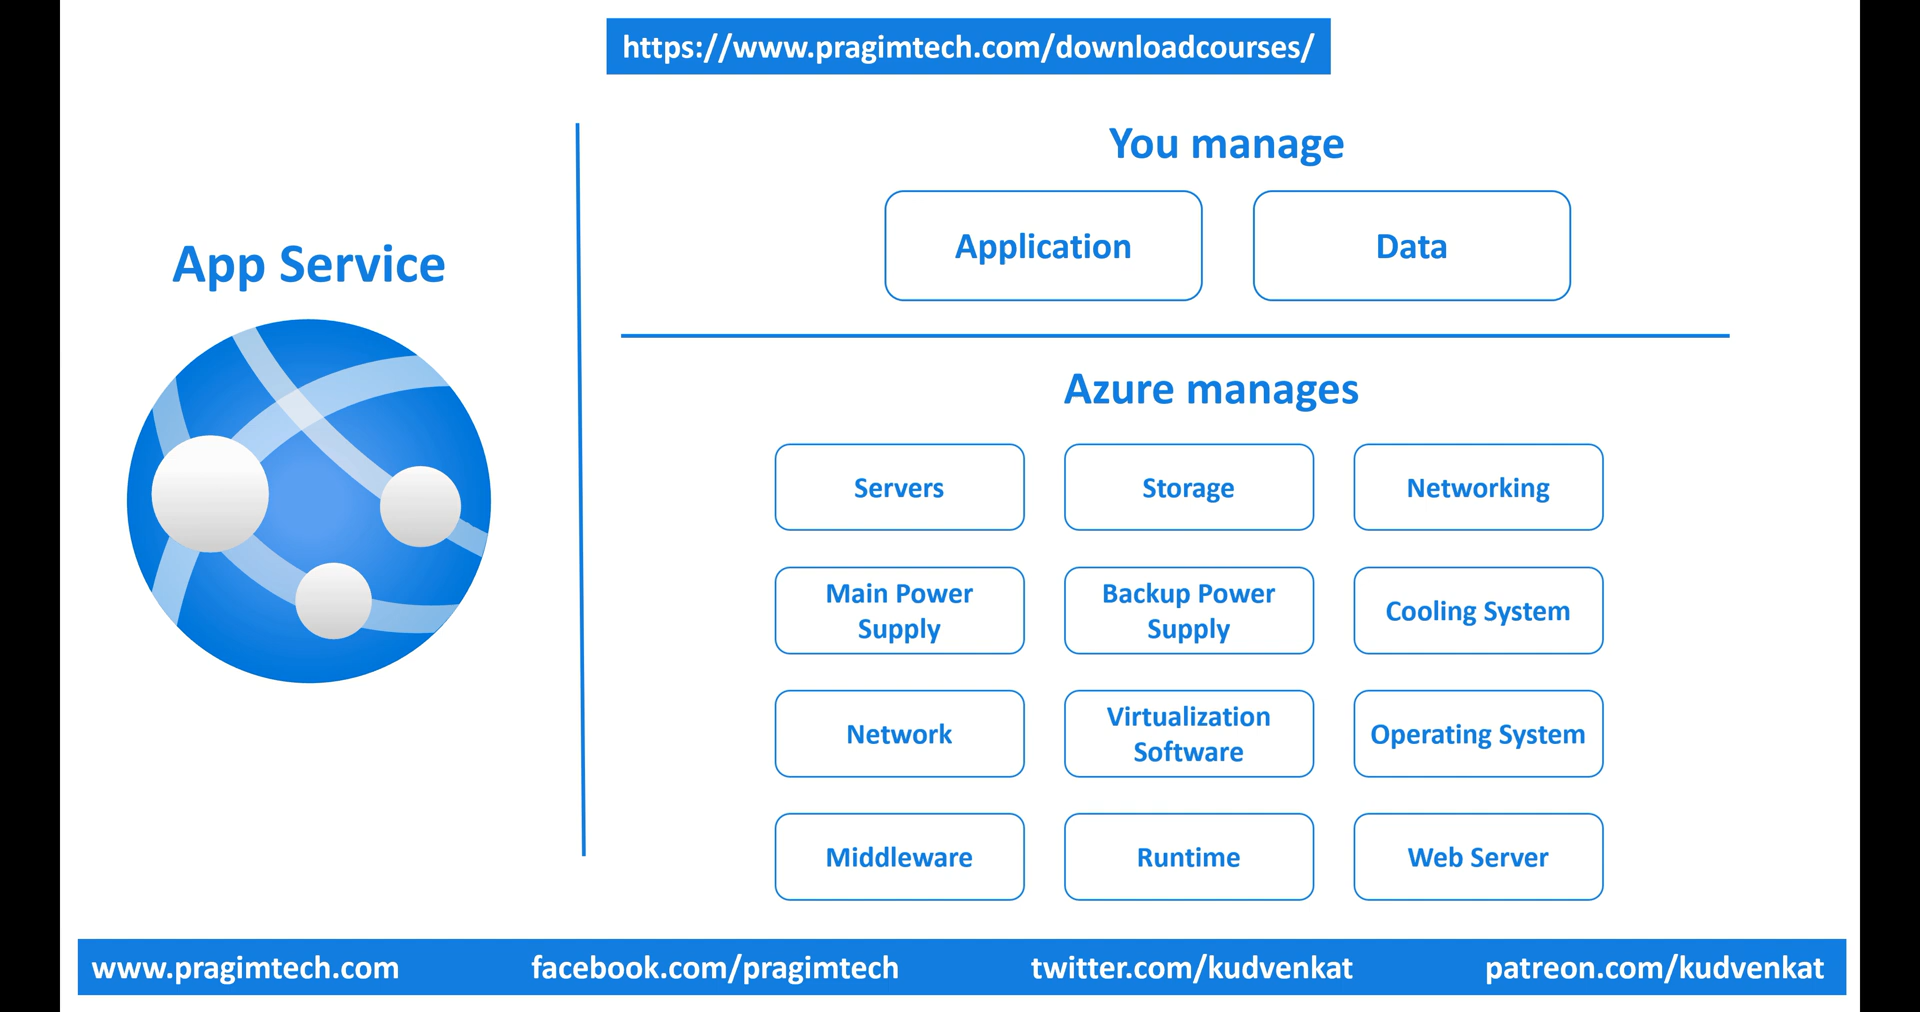 https://www.pragimtech.com/downloadcourses/
App Service
You manage
Application
Data
Azure manages
Servers
Storage
Networking
Main Power
Supply
Backup Power
Supply
Cooling System
Network
Virtualization
Software
Operating System
Middleware
Runtime
Web Server
www.pragimtech.com
facebook.com/pragimtech
twitter.com/kudvenkat
patreon.com/kudvenkat